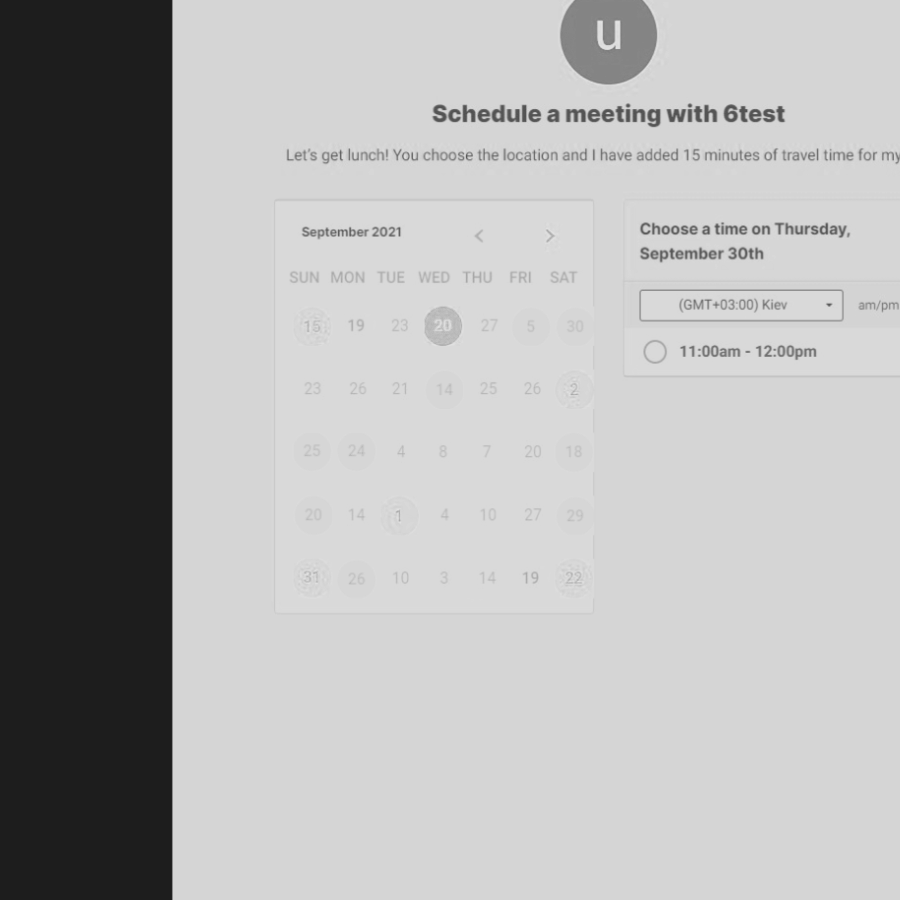 u
Schedule a meeting with 6test
Let's get lunch! You choose the location and I have added 15 minutes of travel time for my
September 2021
SUN MON TUE WED THU FRI SAT
15 19 23 20 27 5 30
23 26 21 14 25 26 2
25 24 4 8 7 20 18
20 14 1 4 10 27 29
31 26 10 3 14 19 22
Choose a time on Thursday,
September 30th
(GMT+03:00) Kiev am/pm
11:00am - 12:00pm